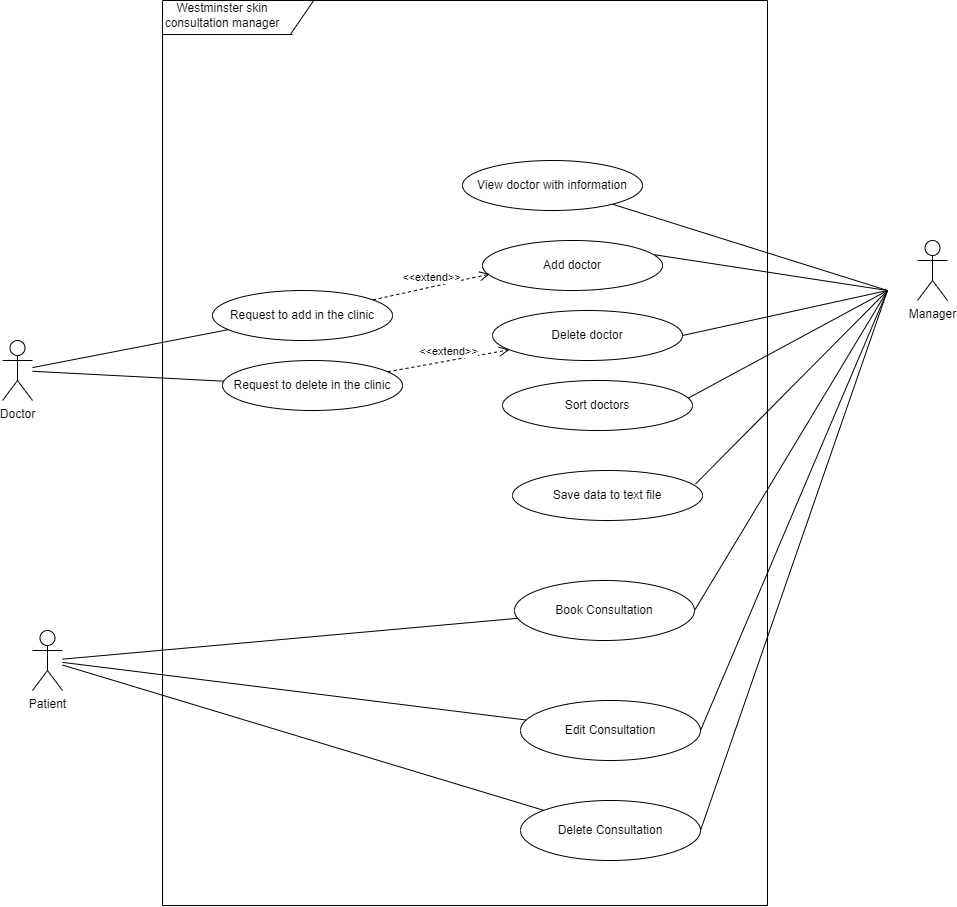 Westminster skin
consultation manager
View doctor with information
Add doctor
<<extend>>
Request to add in the clinic
Manager
Delete doctor
<<extend>>
Request to delete in the clinic
Doctor
Sort doctors
Save data to text file
Book Consultation
Patient
Edit Consultation
Delete Consultation